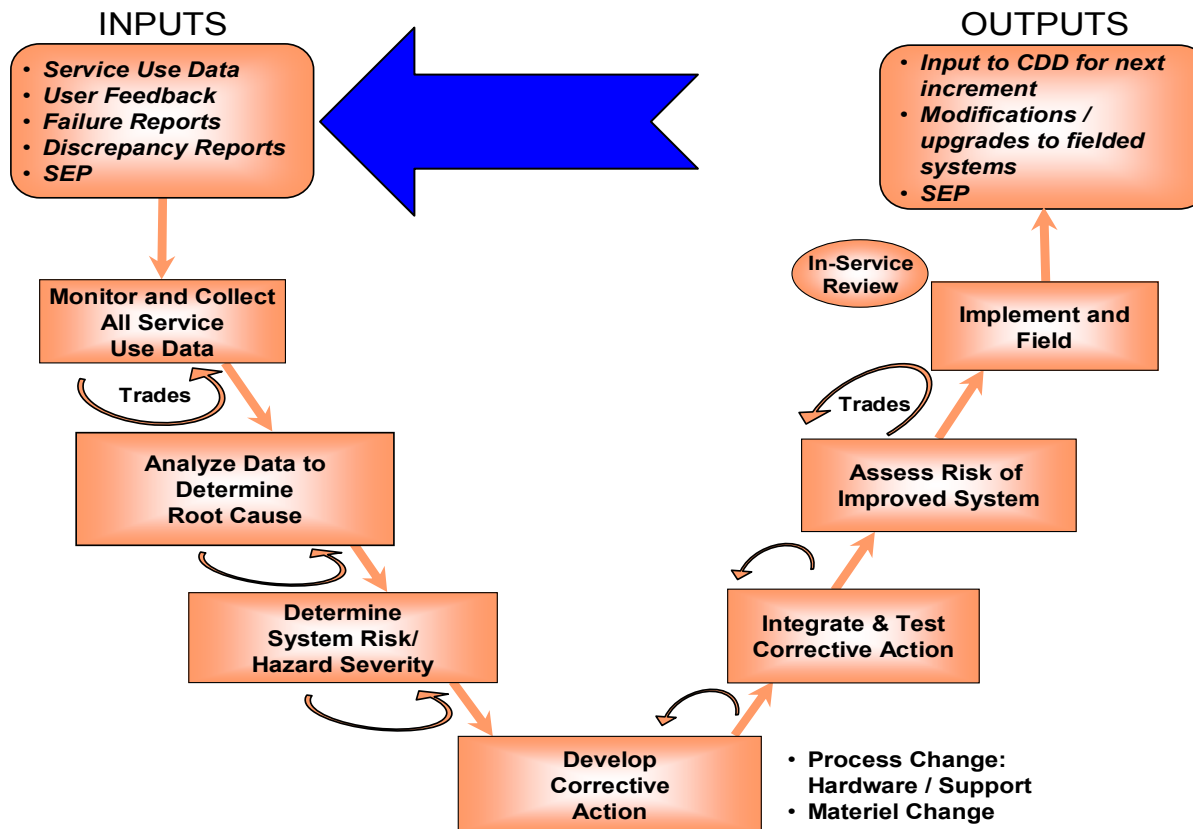 INPUTS
• Service Use Data
• User Feedback
• Failure Reports
• Discrepancy Reports
• SEP
OUTPUTS
• Input to CDD for next
increment
• Modifications /
upgrades to fielded
systems
• SEP
Monitor and Collect
All Service
Use Data
Trades
Analyze Data to
Determine
Root Cause
Determine
System Risk/
Hazard Severity
Develop
Corrective
Action
• Process Change:
Hardware / Support
• Materiel Change
Integrate & Test
Corrective Action
Assess Risk of
Improved System
Trades
Implement and
Field
In-Service
Review